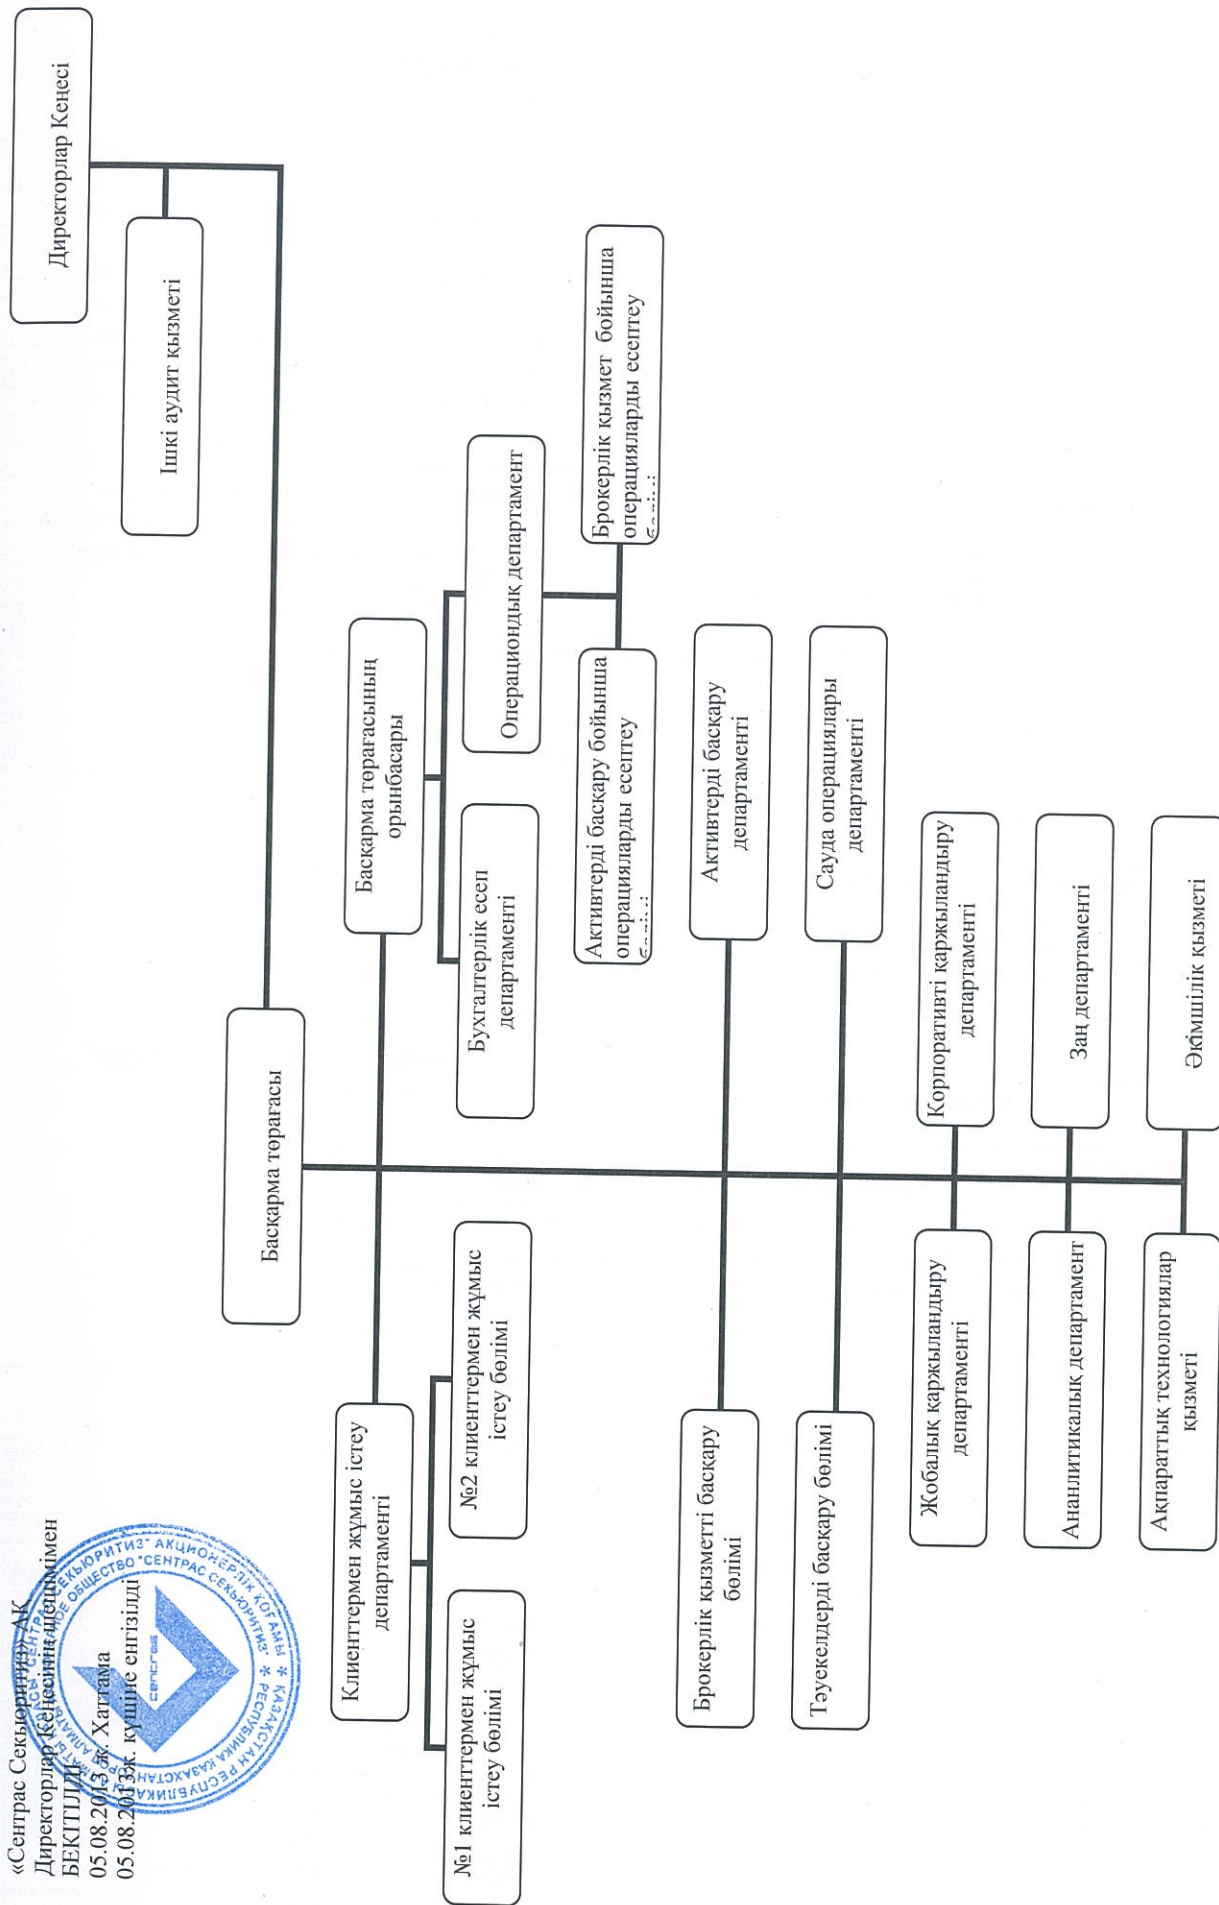 «Сентрас Секьюритиз» АҚ
Директорлар Кеңесінің шешімімен
БЕКІТІЛДІ
05.08.2013 ж. Хаттама
05.08.2013ж. күшіне енгізілді
centras
Директорлар Кеңесі
Ішкі аудит қызметі
Басқарма төрағасы
Клиенттермен жұмыс істеу
департаменті
Басқарма төрағасының
орынбасары
№1 клиенттермен жұмыс
істеу бөлімі
№2 клиенттермен жұмыс
істеу бөлімі
Бухгалтерлік есеп
департаменті
Операциондық департамент
Активтерді басқару бойынша
операцияларды есептеу
Брокерлік қызмет бойынша
операцияларды есептеу
Брокерлік қызметті басқару
бөлімі
Активтерді басқару
департаменті
Тәуекелдерді басқару бөлімі
Сауда операциялары
департаменті
Жобалық қаржыландыру
департаменті
Корпоративті қаржыландыру
департаменті
Ананлитикалық департамент
Заң департаменті
Ақпараттық технологиялар
қызметі
Әкімшілік қызметі